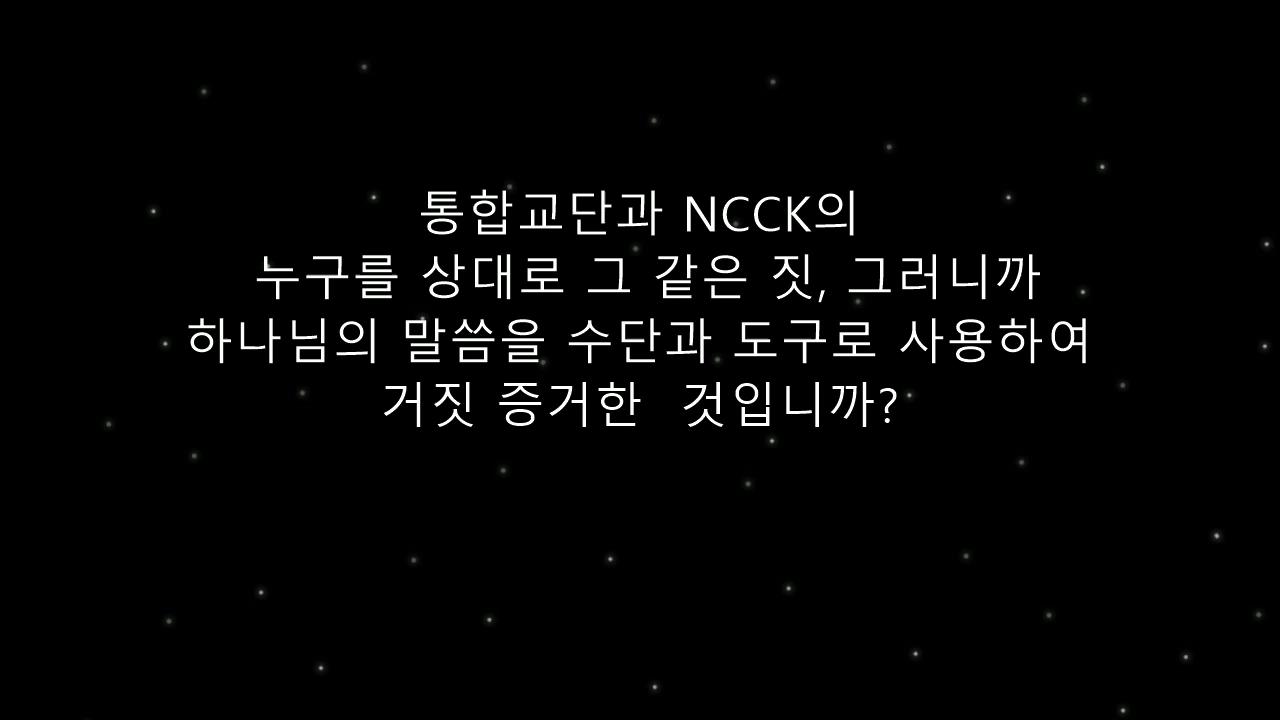 통합교단과 NCCK의
누구를 상대로 그 같은 짓, 그러니까
하나님의 말씀을 수단과 도구로 사용하여
거짓 증거한 것입니까?